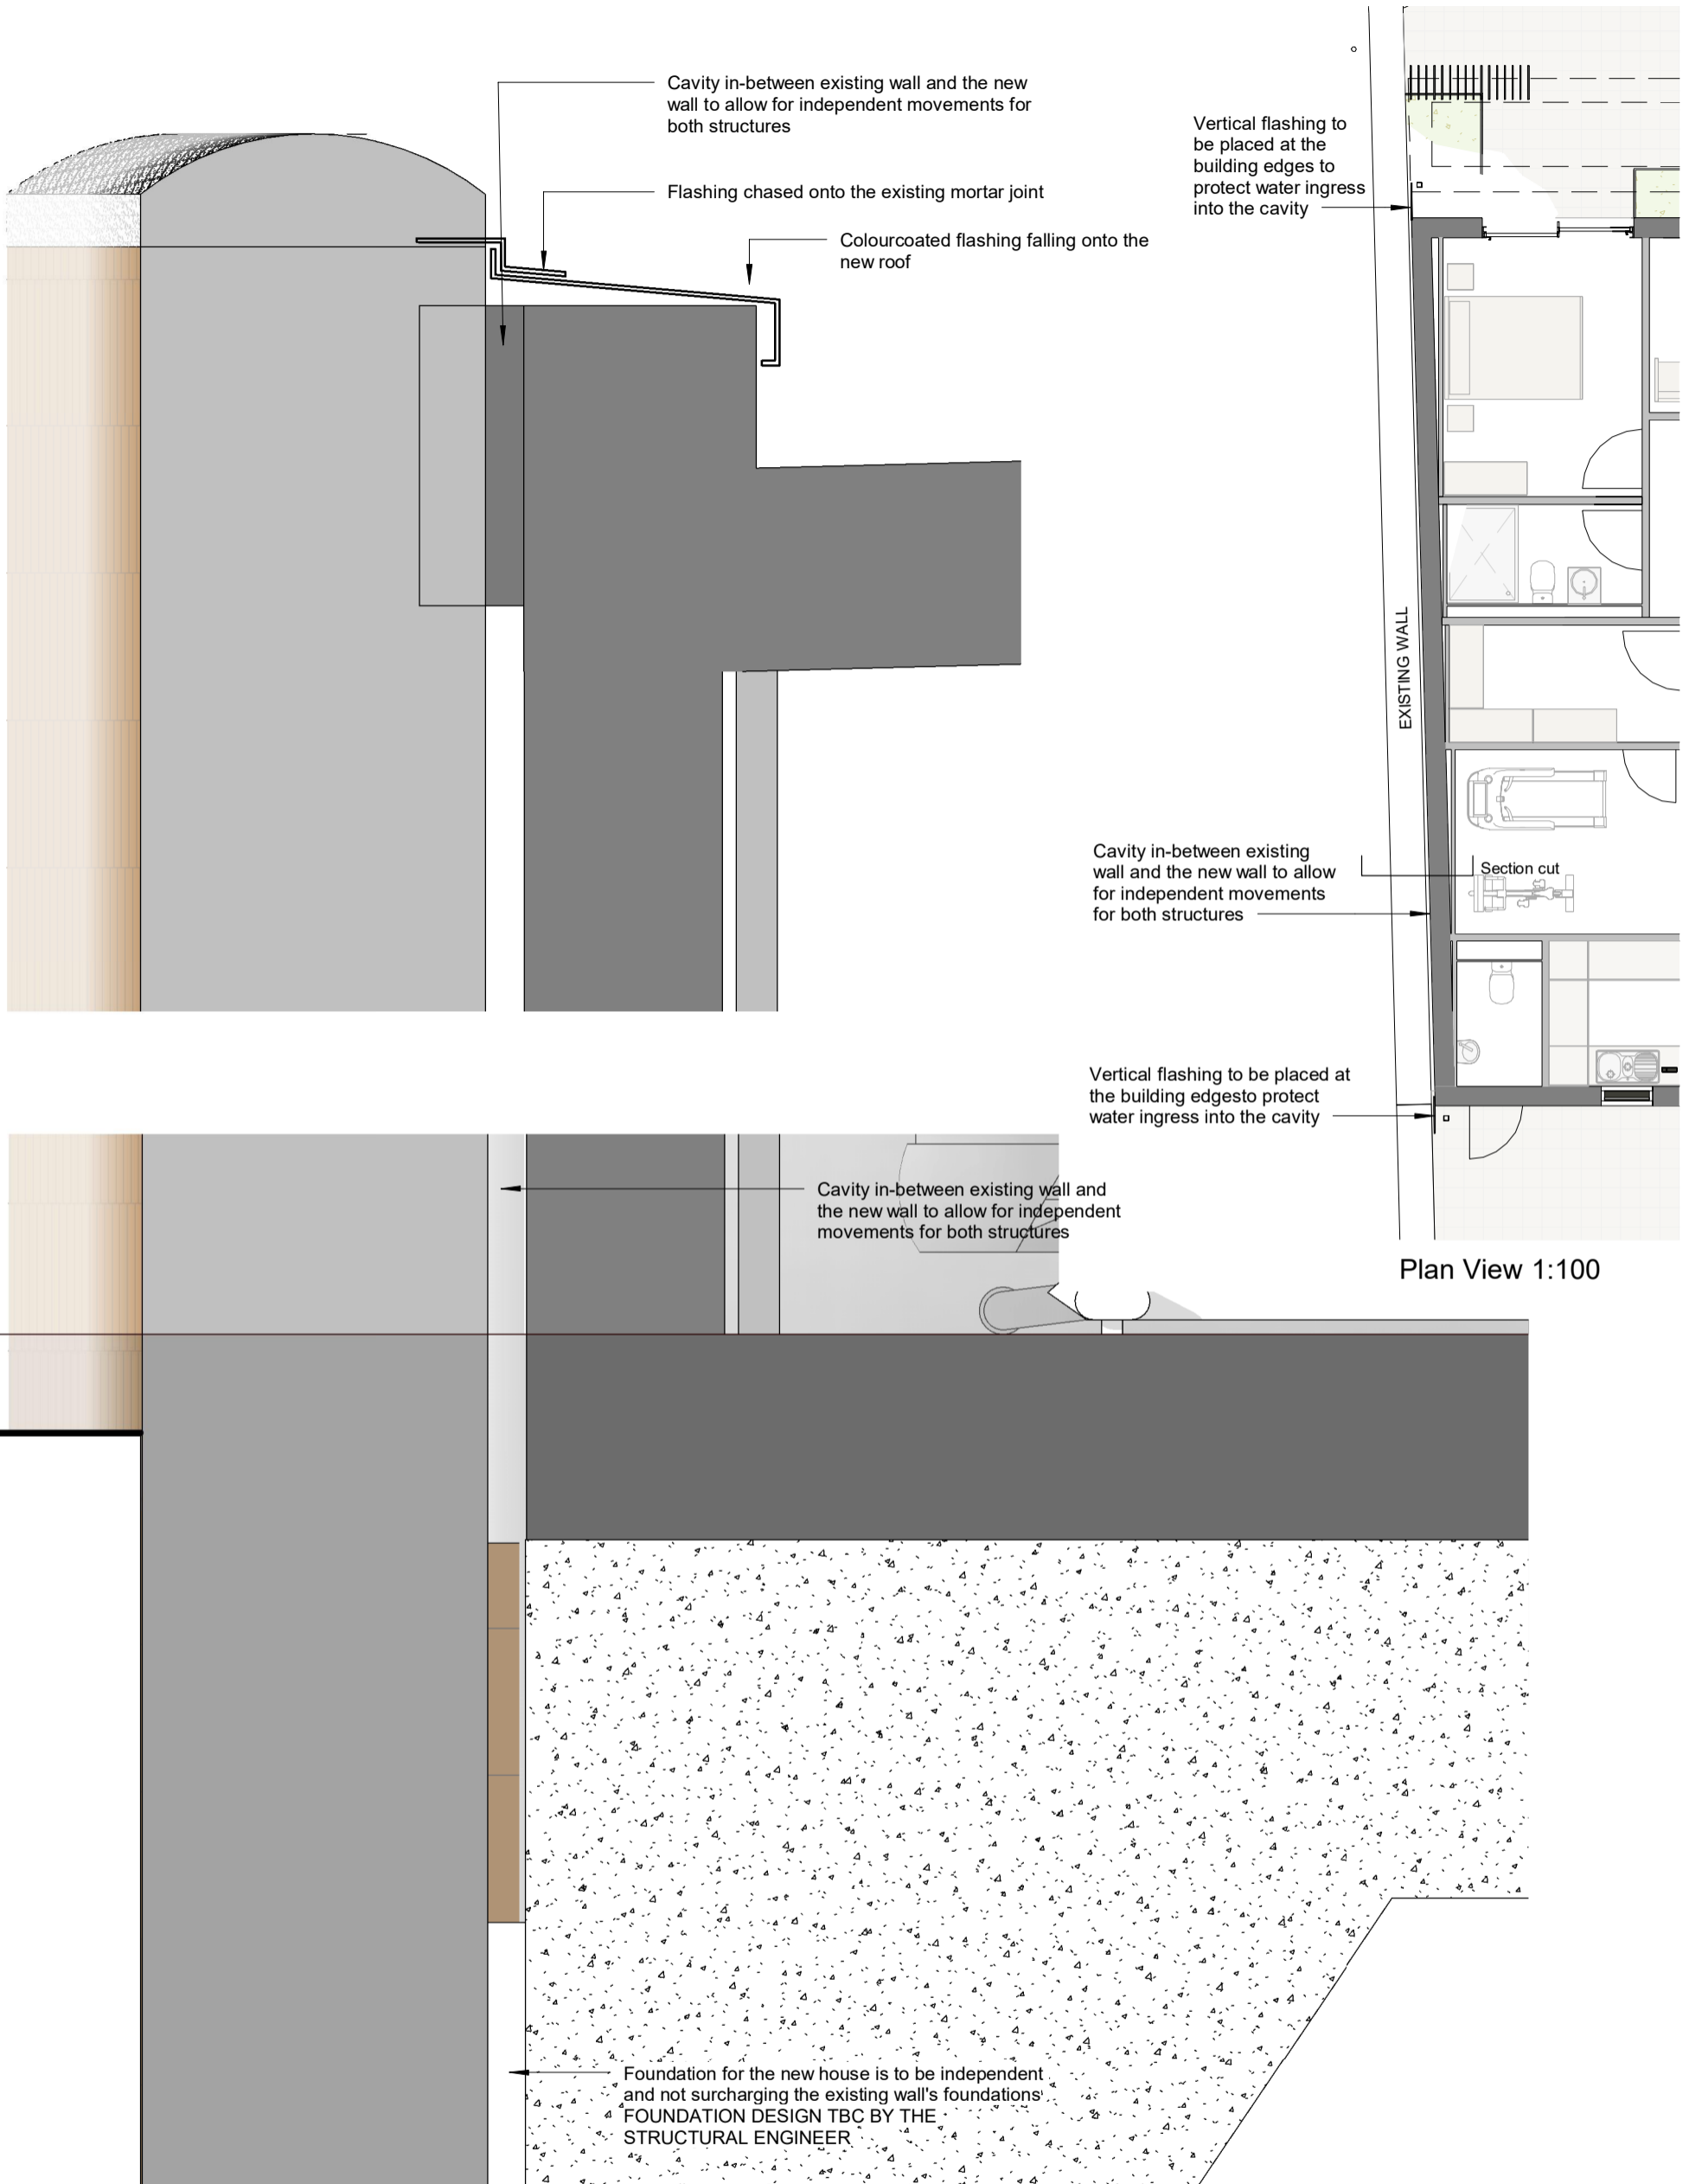 Cavity in-between existing wall and the new
wall to allow for independent movements for
both structures
Flashing chased onto the existing mortar joint
Colourcoated flashing falling onto the
new roof
Vertical flashing to
be placed at the
building edges to
protect water ingress
into the cavity
EXISTING WALL
Cavity in-between existing
wall and the new wall to allow
for independent movements
for both structures
Section cut
Vertical flashing to be placed at
the building edgesto protect
water ingress into the cavity
Cavity in-between existing wall and
the new wall to allow for independent
movements for both structures
Plan View 1:100
Foundation for the new house is to be independent
and not surcharging the existing wall's foundations
FOUNDATION DESIGN TBC BY THE
STRUCTURAL ENGINEER